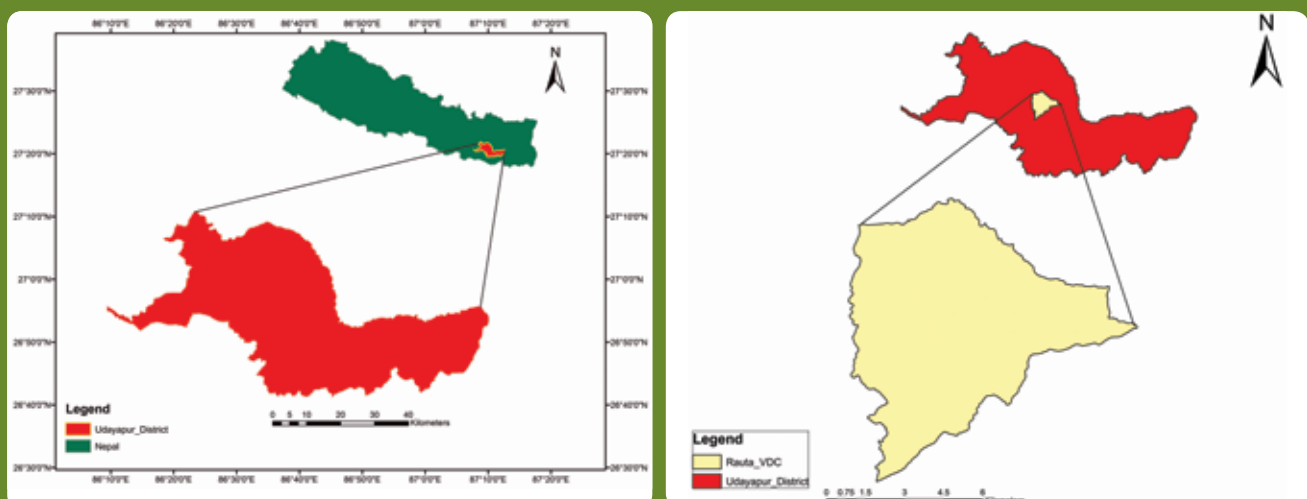 86°10'0"E 86°20'0"E 86°30'0"E 86°40'0"E 86°50'0"E 87°0'0"E 87°10'0"E 87°20'0"E
N
27°30'0"N 27°30'0"N
27°20'0"N 27°20'0"N
27°10'0"N 27°10'0"N
27°0'0"N 27°0'0"N
26°50'0"N 26°50'0"N
26°40'0"N 26°40'0"N
26°30'0"N 26°30'0"N
Legend
Udayapur_District
Nepal
0 5 10 20 30 40
Kilometers
86°10'0"E 86°20'0"E 86°30'0"E 86°40'0"E 86°50'0"E 87°0'0"E 87°10'0"E 87°20'0"E
N
Legend
Rauta_VDC
Udayapur_District
0 0.75 1.5 3 4.5 6